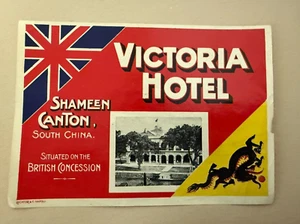 VICTORIA
HOTEL
SHAMEEN
CANTON,
SOUTH CHINA.
SITUATED ON THE
BRITISH CONCESSION